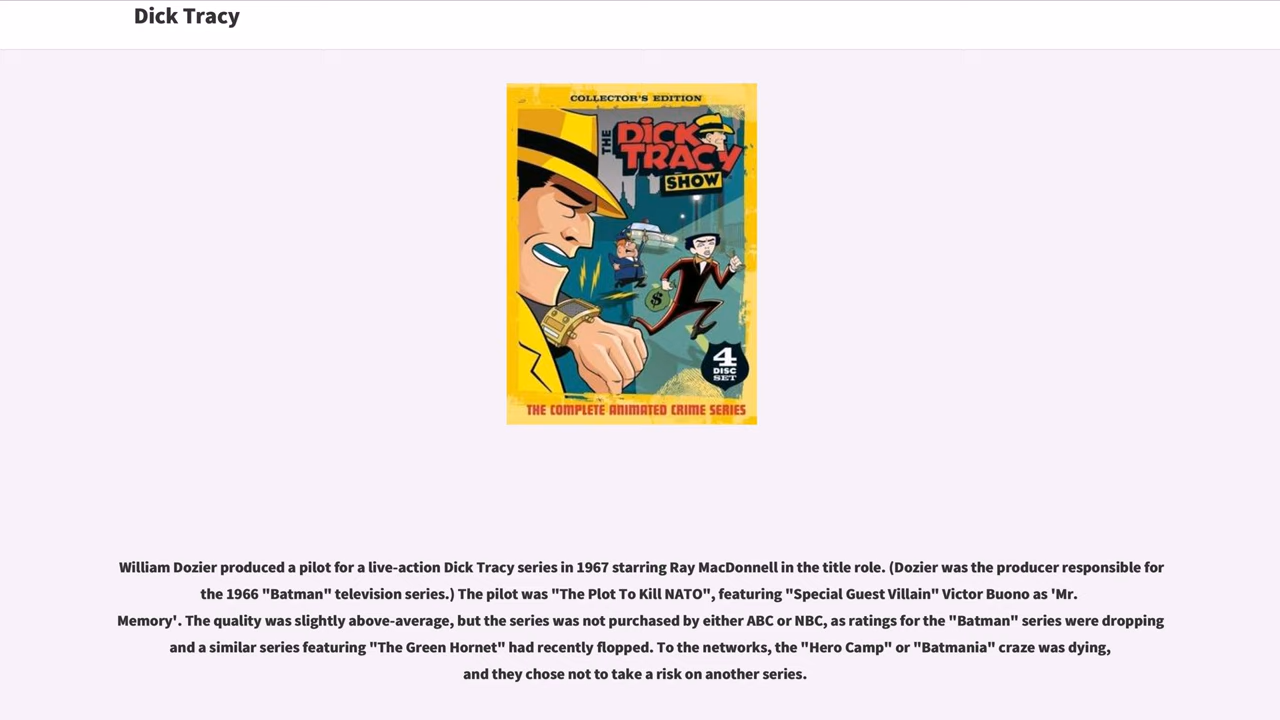 Dick Tracy
COLLECTOR'S EDITION
THE
DICK
TRACY
SHOW
$
4
DISC
SET
THE COMPLETE ANIMATED CRIME SERIES
William Dozier produced a pilot for a live-action Dick Tracy series in 1967 starring Ray MacDonnell in the title role. (Dozier was the producer responsible for
the 1966 "Batman" television series.) The pilot was "The Plot To Kill NATO", featuring "Special Guest Villain" Victor Buono as 'Mr.
Memory'. The quality was slightly above-average, but the series was not purchased by either ABC or NBC, as ratings for the "Batman" series were dropping
and a similar series featuring "The Green Hornet" had recently flopped. To the networks, the "Hero Camp" or "Batmania" craze was dying,
and they chose not to take a risk on another series.